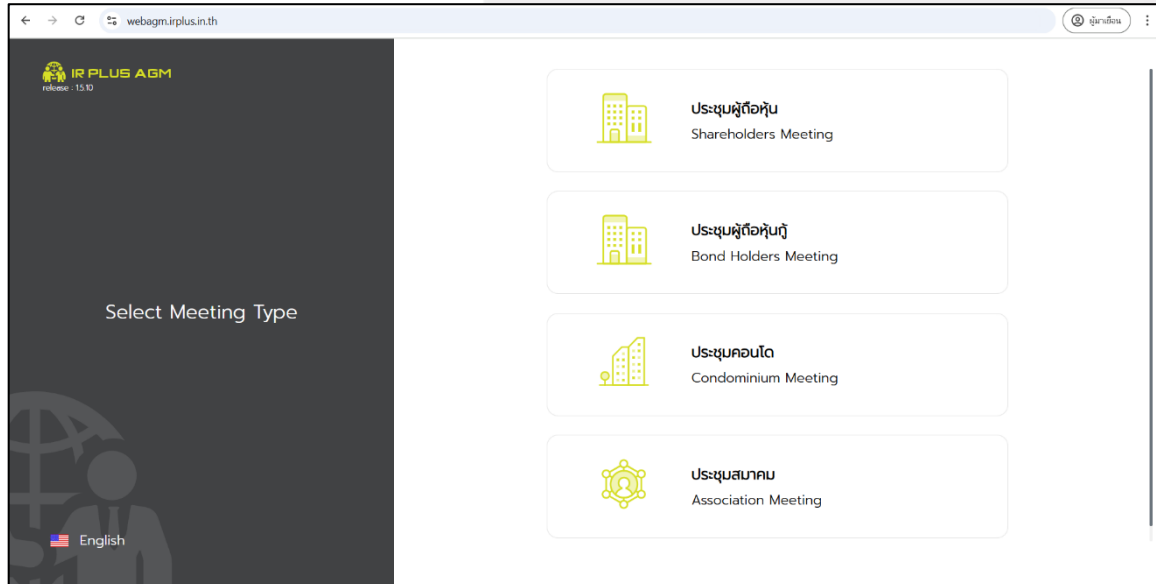 webagm.irplus.in.th
ผู้มาเยือน
IR PLUS AGM
release : 1.5.10
Select Meeting Type
English
ประชุมผู้ถือหุ้น
Shareholders Meeting
ประชุมผู้ถือหุ้นกู้
Bond Holders Meeting
ประชุมคอนโด
Condominium Meeting
ประชุมสมาคม
Association Meeting